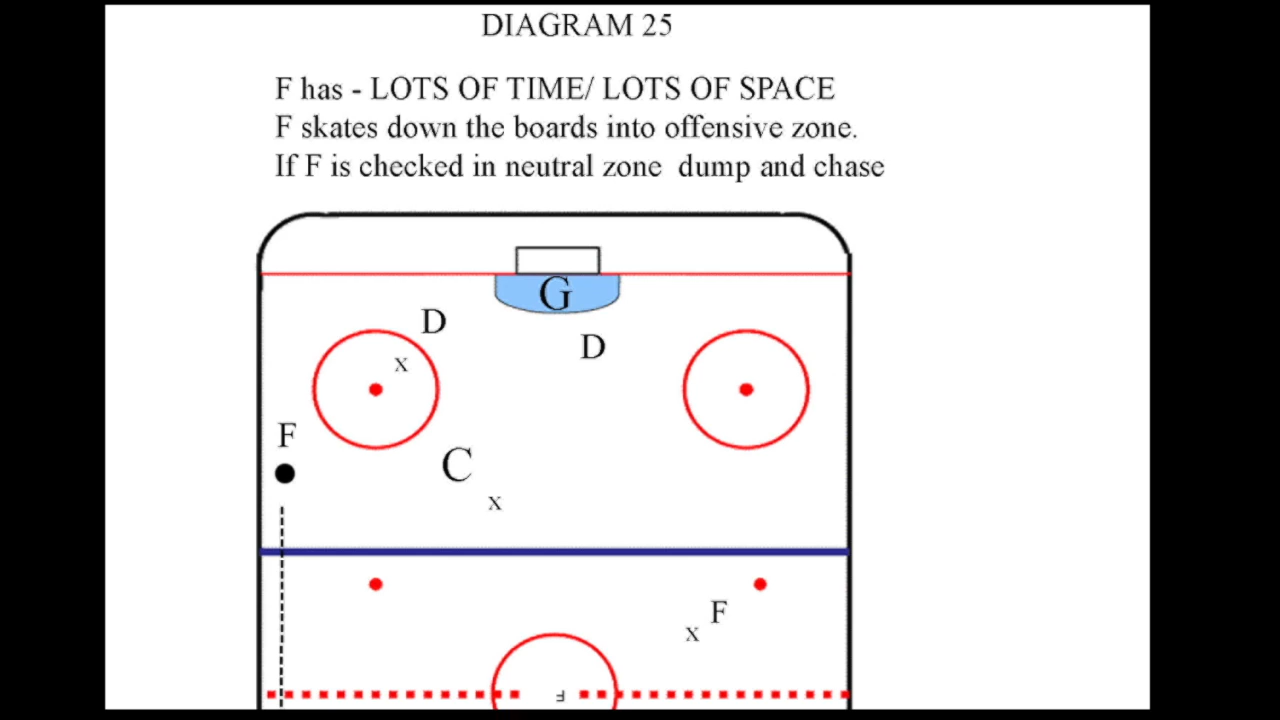 DIAGRAM 25
F has - LOTS OF TIME/ LOTS OF SPACE
F skates down the boards into offensive zone.
If F is checked in neutral zone  dump and chase
G
D
D
x
F
C
x
F
x